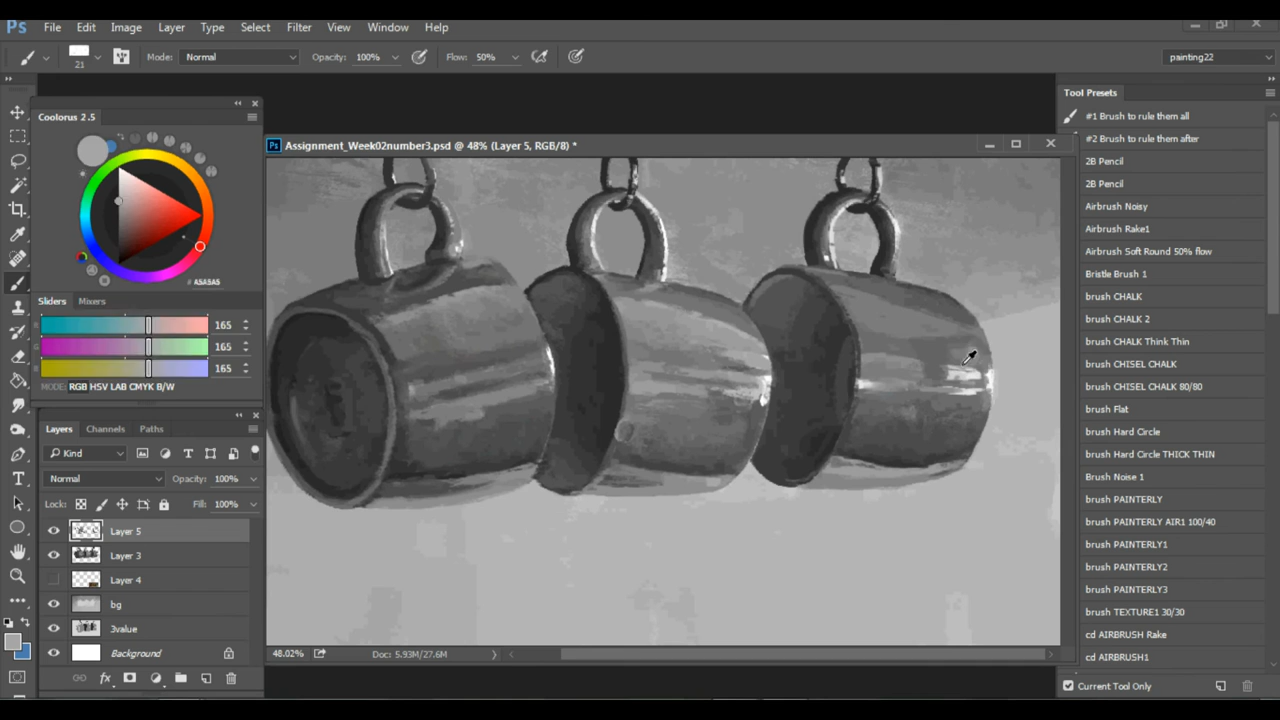 Ps File Edit Image Layer Type Select Filter View Window Help
21 Mode: Normal Opacity: 100% Flow: 50% painting22
Coolorus 2.5
# A5A5A5
Sliders Mixers
165
165
165
MODE: RGB HSV LAB CMYK B/W
Layers Channels Paths
Kind
Normal Opacity: 100%
Lock: Fill: 100%
Layer 5
Layer 3
Layer 4
bg
3value
Background
fx
Ps Assignment_Week02number3.psd @ 48% (Layer 5, RGB/8) *
48.02% Doc: 5.93M/27.6M
Tool Presets
#1 Brush to rule them all
#2 Brush to rule them after
2B Pencil
2B Pencil
Airbrush Noisy
Airbrush Rake1
Airbrush Soft Round 50% flow
Bristle Brush 1
brush CHALK
brush CHALK 2
brush CHALK Think Thin
brush CHISEL CHALK
brush CHISEL CHALK 80/80
brush Flat
brush Hard Circle
brush Hard Circle THICK THIN
brush Noise 1
brush PAINTERLY
brush PAINTERLY AIR1 100/40
brush PAINTERLY1
brush PAINTERLY2
brush PAINTERLY3
brush TEXTURE1 30/30
cd AIRBRUSH Rake
cd AIRBRUSH1
Current Tool Only